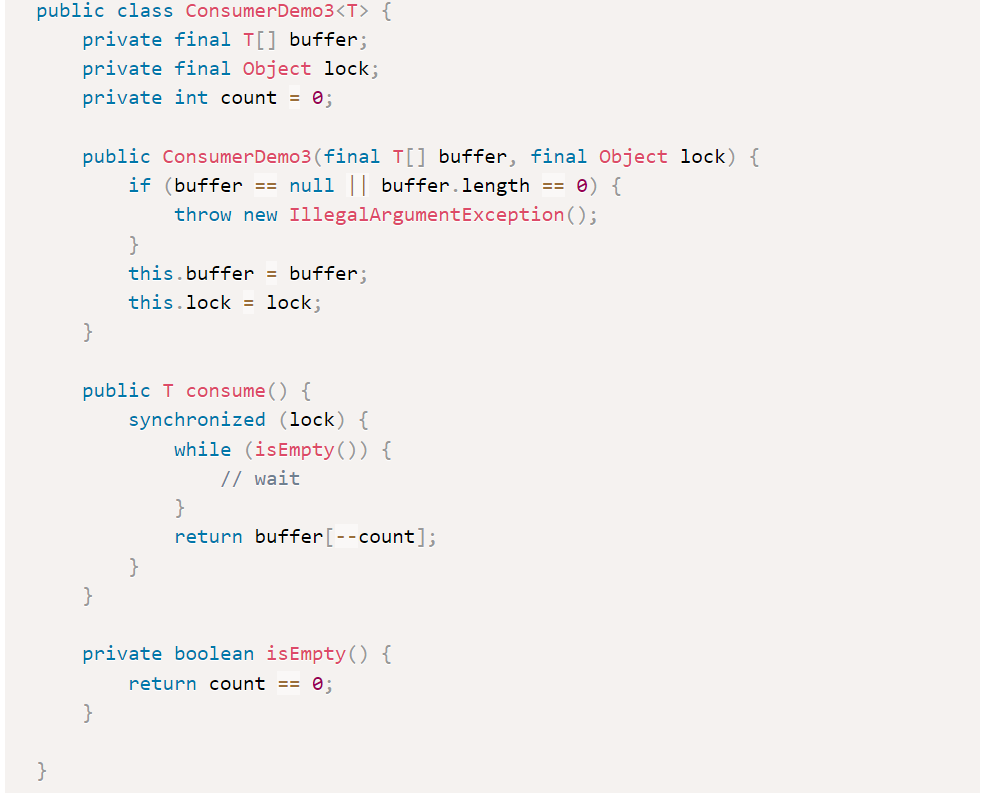 public class ConsumerDemo3<T> {
    private final T[] buffer;
    private final Object lock;
    private int count = 0;

    public ConsumerDemo3(final T[] buffer, final Object lock) {
        if (buffer == null || buffer.length == 0) {
            throw new IllegalArgumentException();
        }
        this.buffer = buffer;
        this.lock = lock;
    }

    public T consume() {
        synchronized (lock) {
            while (isEmpty()) {
                // wait
            }
            return buffer[--count];
        }
    }

    private boolean isEmpty() {
        return count == 0;
    }

}